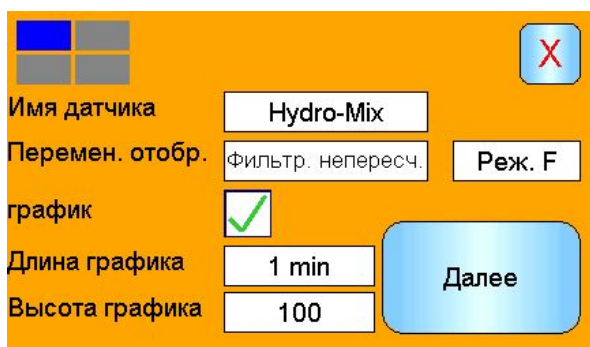 X
Имя датчика Hydro-Mix
Перемен. отобр. Фильтр. непересч. Реж. F
график
Длина графика 1 min
Далее
Высота графика 100